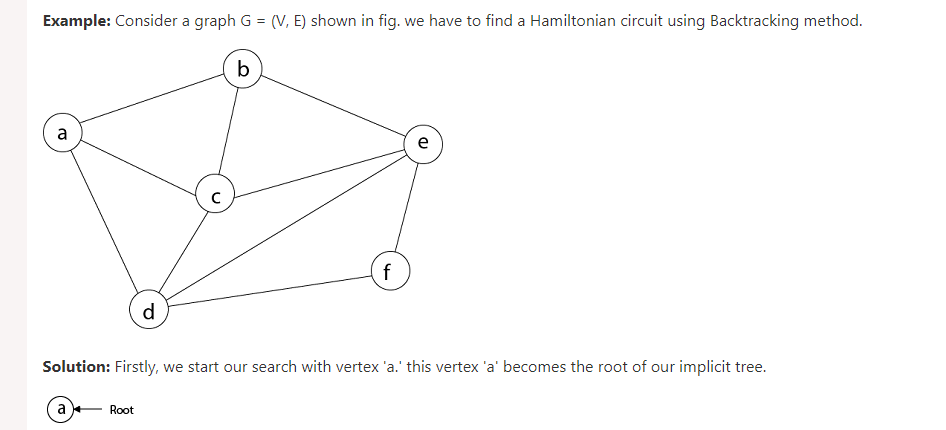 Example: Consider a graph G = (V, E) shown in fig. we have to find a Hamiltonian circuit using Backtracking method.
b
a
e
c
f
d
Solution: Firstly, we start our search with vertex 'a.' this vertex 'a' becomes the root of our implicit tree.
a Root